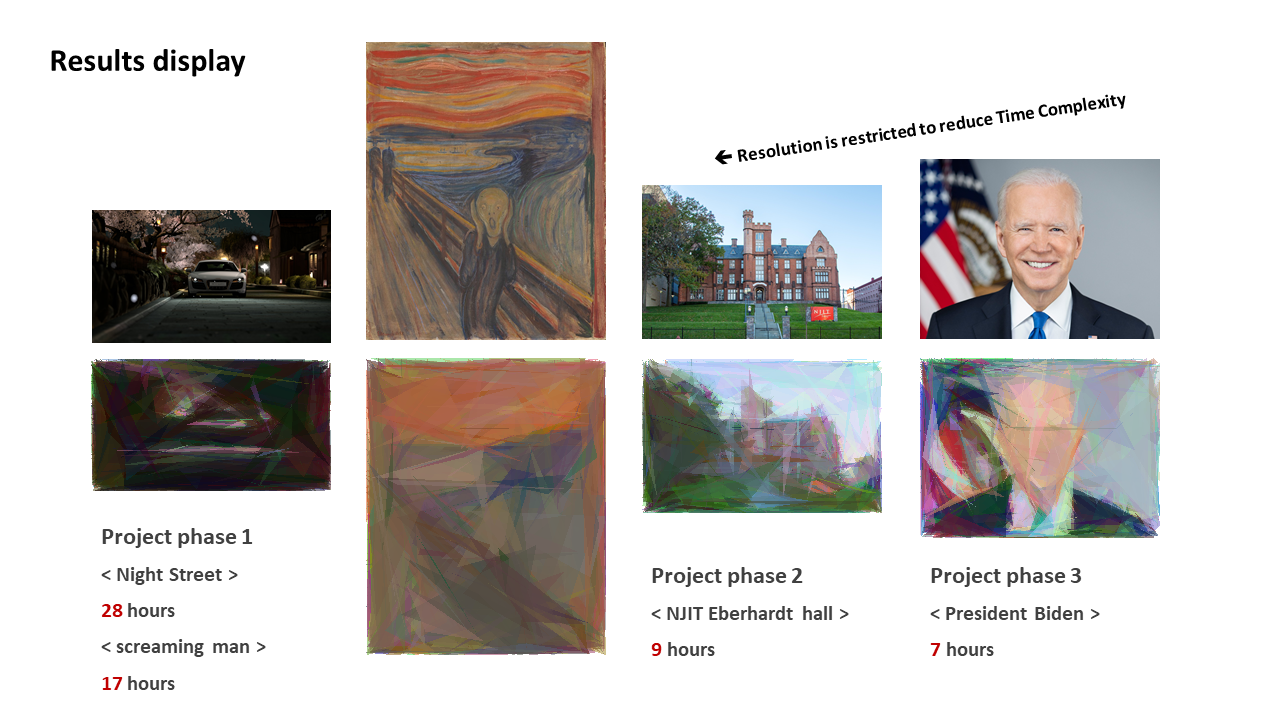 Results display
🡸 Resolution is restricted to reduce Time Complexity
NJIT
Project phase 1
< Night Street >
28 hours
< screaming man >
17 hours
Project phase 2
< NJIT Eberhardt hall >
9 hours
Project phase 3
< President Biden >
7 hours